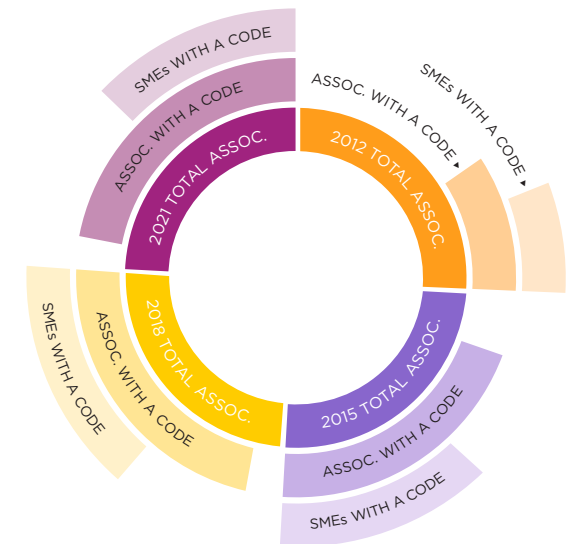 2012 TOTAL ASSOC.
ASSOC. WITH A CODE
SMEs WITH A CODE
2015 TOTAL ASSOC.
ASSOC. WITH A CODE
SMEs WITH A CODE
2018 TOTAL ASSOC.
ASSOC. WITH A CODE
SMEs WITH A CODE
2021 TOTAL ASSOC.
ASSOC. WITH A CODE
SMEs WITH A CODE